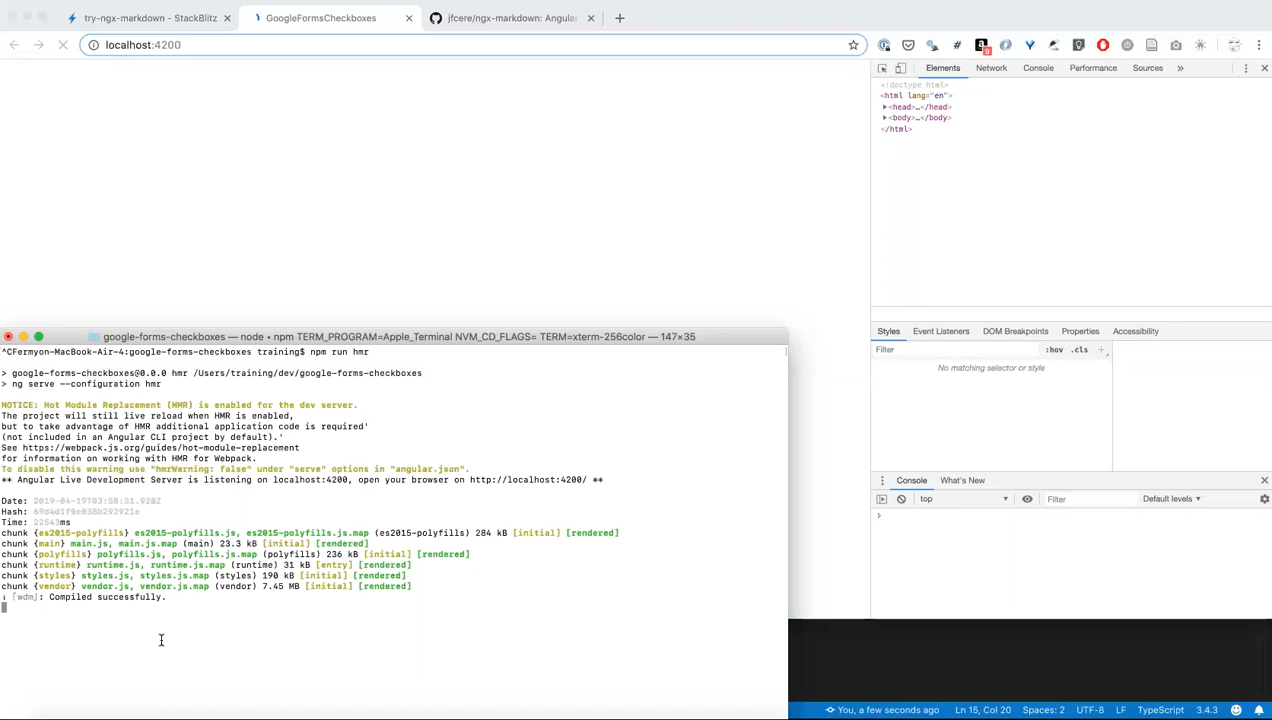 try-ngx-markdown - StackBlitz
GoogleFormsCheckboxes
jfcere/ngx-markdown: Angular
localhost:4200
Elements
Network
Console
Performance
Sources
<!doctype html>
<html lang="en">
<head>…</head>
<body>…</body>
</html>
google-forms-checkboxes — node • npm TERM_PROGRAM=Apple_Terminal NVM_CD_FLAGS= TERM=xterm-256color — 147×35
^CFermyon-MacBook-Air-4:google-forms-checkboxes training$ npm run hmr
> google-forms-checkboxes@0.0.0 hmr /Users/training/dev/google-forms-checkboxes
> ng serve --configuration hmr
NOTICE: Hot Module Replacement (HMR) is enabled for the dev server.
The project will still live reload when HMR is enabled,
but to take advantage of HMR additional application code is required'
(not included in an Angular CLI project by default).'
See https://webpack.js.org/guides/hot-module-replacement
for information on working with HMR for Webpack.
To disable this warning use "hmrWarning: false" under "serve" options in "angular.json".
** Angular Live Development Server is listening on localhost:4200, open your browser on http://localhost:4200/ **
Date: 2019-04-19T03:58:31.920Z
Hash: 69d4d1f0e038b292921e
Time: 22543ms
chunk {es2015-polyfills} es2015-polyfills.js, es2015-polyfills.js.map (es2015-polyfills) 284 kB [initial] [rendered]
chunk {main} main.js, main.js.map (main) 23.3 kB [initial] [rendered]
chunk {polyfills} polyfills.js, polyfills.js.map (polyfills) 236 kB [initial] [rendered]
chunk {runtime} runtime.js, runtime.js.map (runtime) 31 kB [entry] [rendered]
chunk {styles} styles.js, styles.js.map (styles) 190 kB [initial] [rendered]
chunk {vendor} vendor.js, vendor.js.map (vendor) 7.45 MB [initial] [rendered]
ℹ ｢wdm｣: Compiled successfully.
Styles
Event Listeners
DOM Breakpoints
Properties
Accessibility
Filter
:hov .cls
No matching selector or style
Console
What's New
top
Filter
Default levels
You, a few seconds ago
Ln 15, Col 20
Spaces: 2
UTF-8
LF
TypeScript
3.4.3